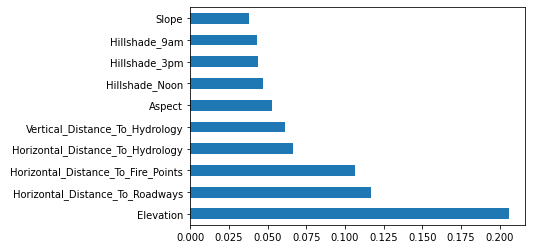 Slope
Hillshade_9am
Hillshade_3pm
Hillshade_Noon
Aspect
Vertical_Distance_To_Hydrology
Horizontal_Distance_To_Hydrology
Horizontal_Distance_To_Fire_Points
Horizontal_Distance_To_Roadways
Elevation
0.000 0.025 0.050 0.075 0.100 0.125 0.150 0.175 0.200